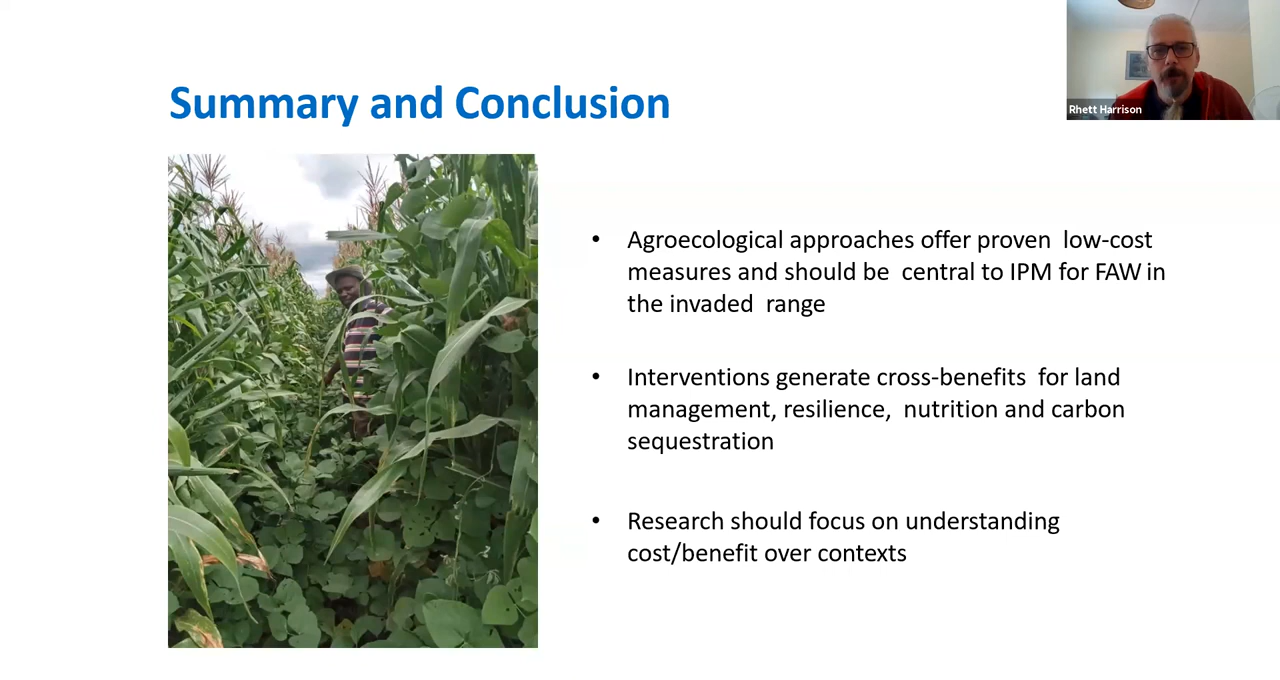 Rhett Harrison
Summary and Conclusion
• Agroecological approaches offer proven  low-cost
measures and should be  central to IPM for FAW in
the invaded  range
• Interventions generate cross-benefits  for land
management, resilience,  nutrition and carbon
sequestration
• Research should focus on understanding
cost/benefit over contexts